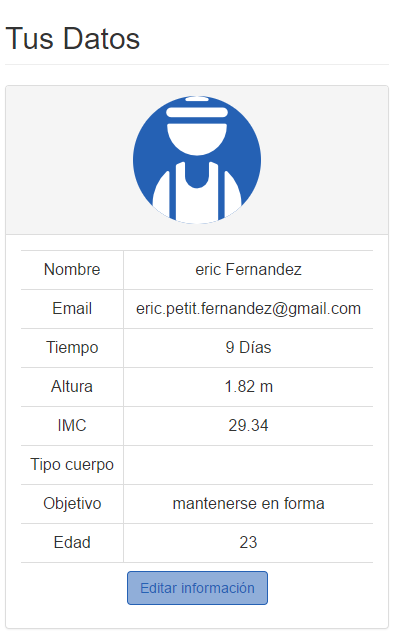 Tus Datos
Nombre eric Fernandez
Email eric.petit.fernandez@gmail.com
Tiempo 9 Días
Altura 1.82 m
IMC 29.34
Tipo cuerpo
Objetivo mantenerse en forma
Edad 23
Editar información